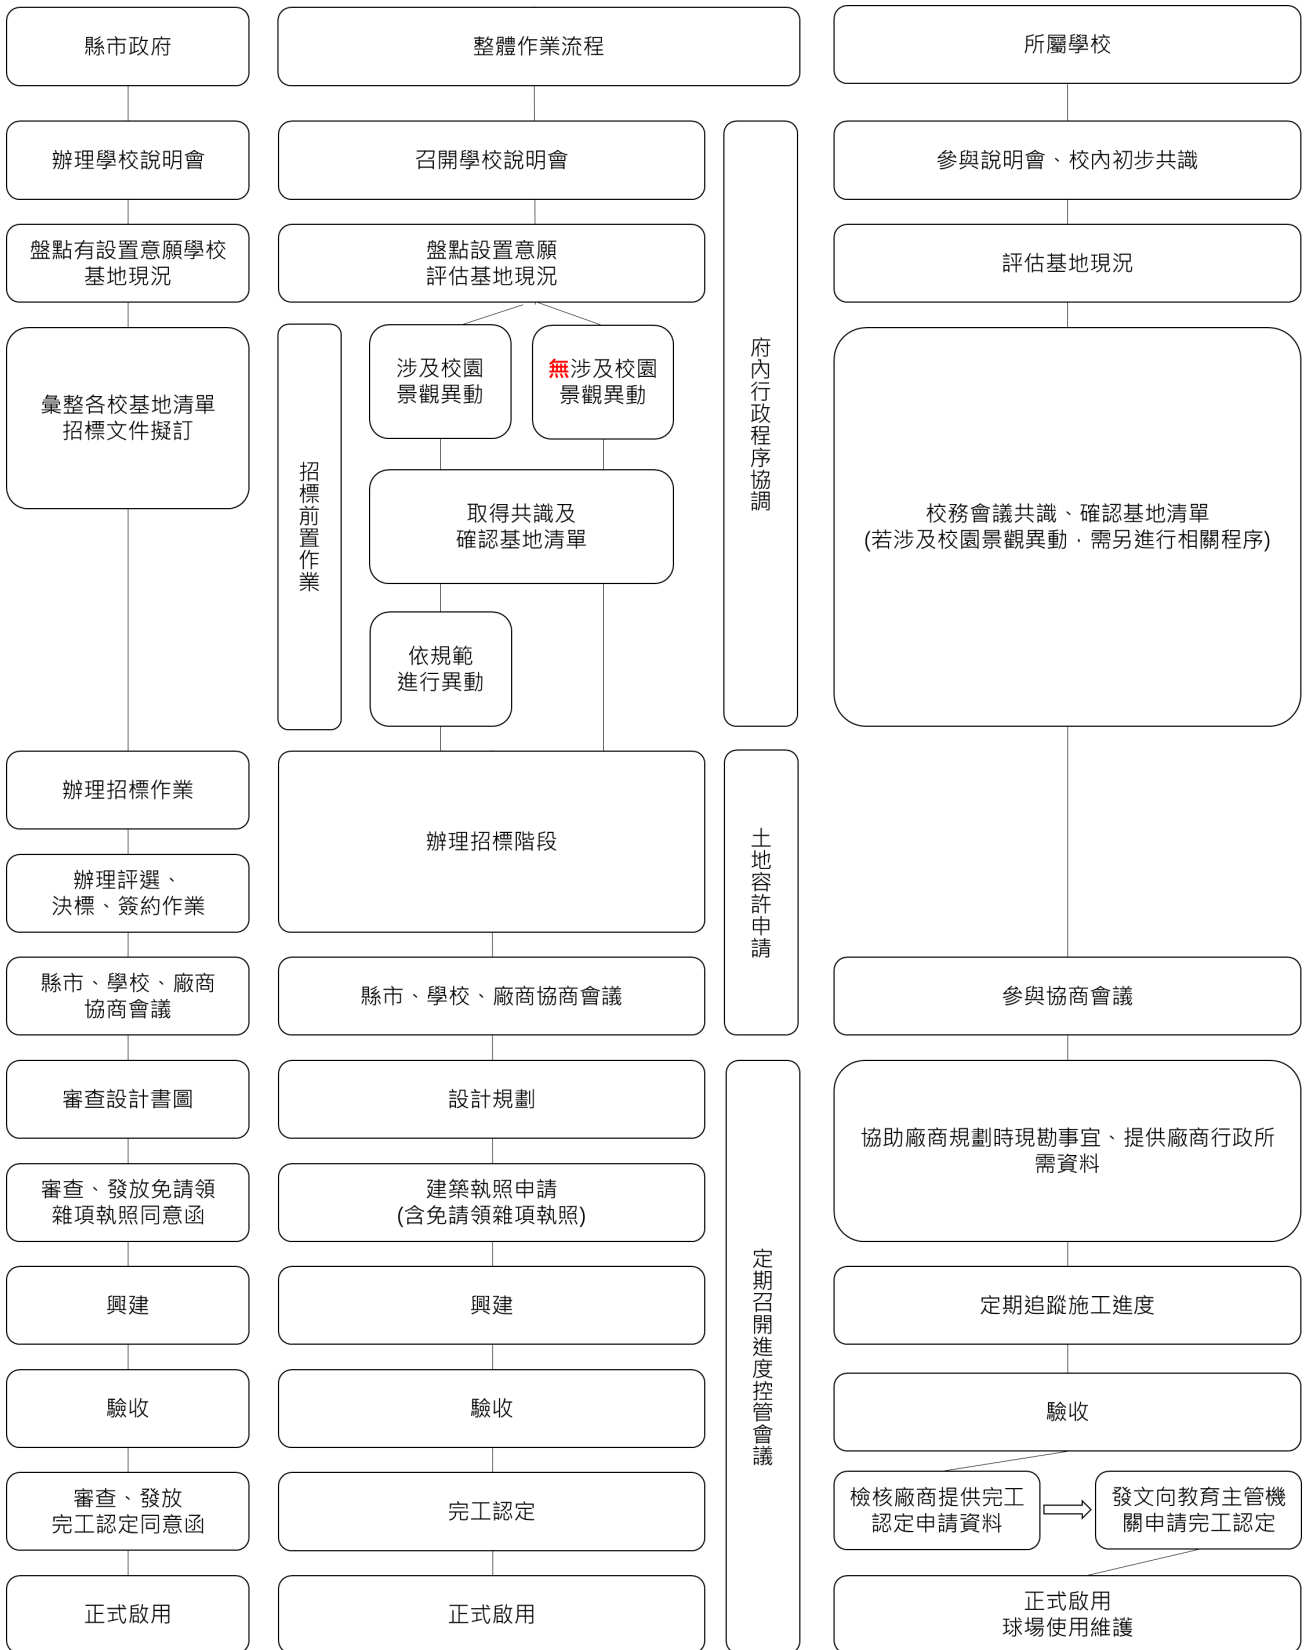 縣市政府
整體作業流程
所屬學校
辦理學校說明會
召開學校說明會
參與說明會、校內初步共識
盤點有設置意願學校
基地現況
盤點設置意願
評估基地現況
評估基地現況
彙整各校基地清單
招標文件擬訂
招標前置作業
涉及校園
景觀異動
無涉及校園
景觀異動
取得共識及
確認基地清單
依規範
進行異動
府內行政程序協調
校務會議共識、確認基地清單
(若涉及校園景觀異動，需另進行相關程序)
辦理招標作業
辦理招標階段
土地容許申請
辦理評選、
決標、簽約作業
縣市、學校、廠商
協商會議
縣市、學校、廠商協商會議
參與協商會議
審查設計書圖
設計規劃
定期召開進度控管會議
協助廠商規劃時現勘事宜、提供廠商行政所
需資料
審查、發放免請領
雜項執照同意函
建築執照申請
(含免請領雜項執照)
興建
興建
定期追蹤施工進度
驗收
驗收
驗收
審查、發放
完工認定同意函
完工認定
檢核廠商提供完工
認定申請資料
發文向教育主管機
關申請完工認定
正式啟用
正式啟用
正式啟用
球場使用維護